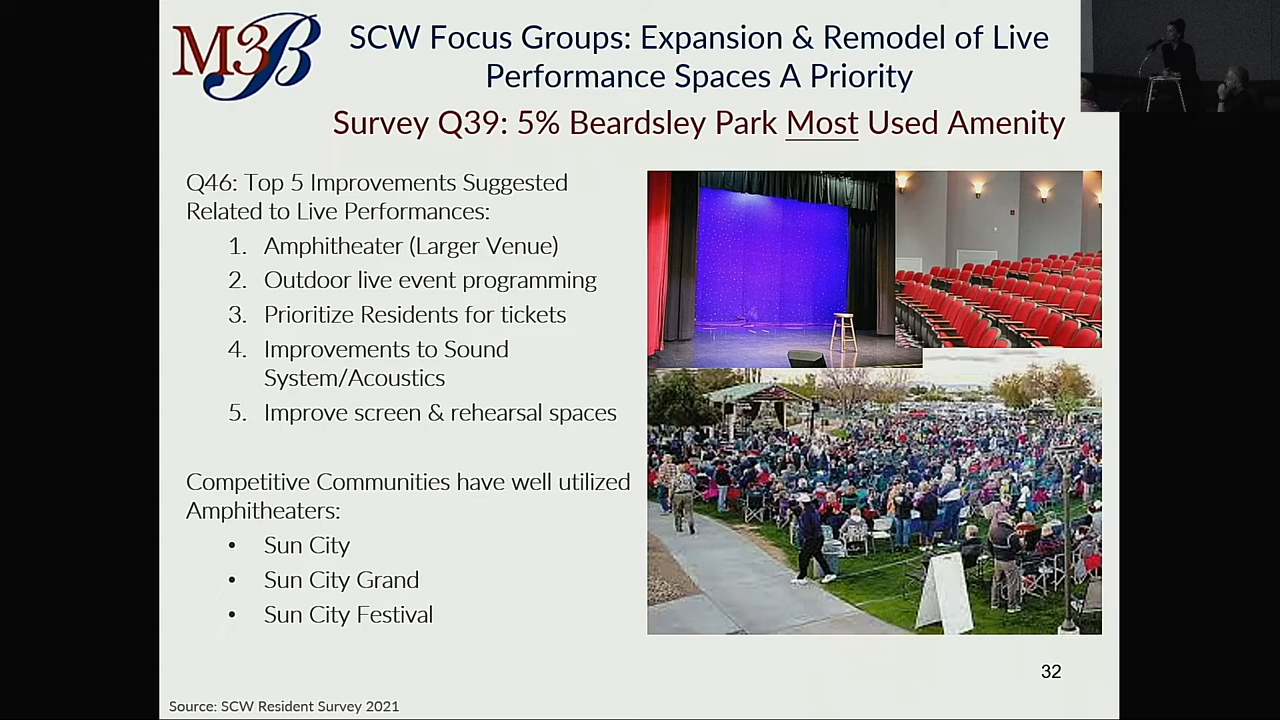 M3B
SCW Focus Groups: Expansion & Remodel of Live
Performance Spaces A Priority
Survey Q39: 5% Beardsley Park Most Used Amenity
Q46: Top 5 Improvements Suggested
Related to Live Performances:
1. Amphitheater (Larger Venue)
2. Outdoor live event programming
3. Prioritize Residents for tickets
4. Improvements to Sound
System/Acoustics
5. Improve screen & rehearsal spaces
Competitive Communities have well utilized
Amphitheaters:
• Sun City
• Sun City Grand
• Sun City Festival
32
Source: SCW Resident Survey 2021